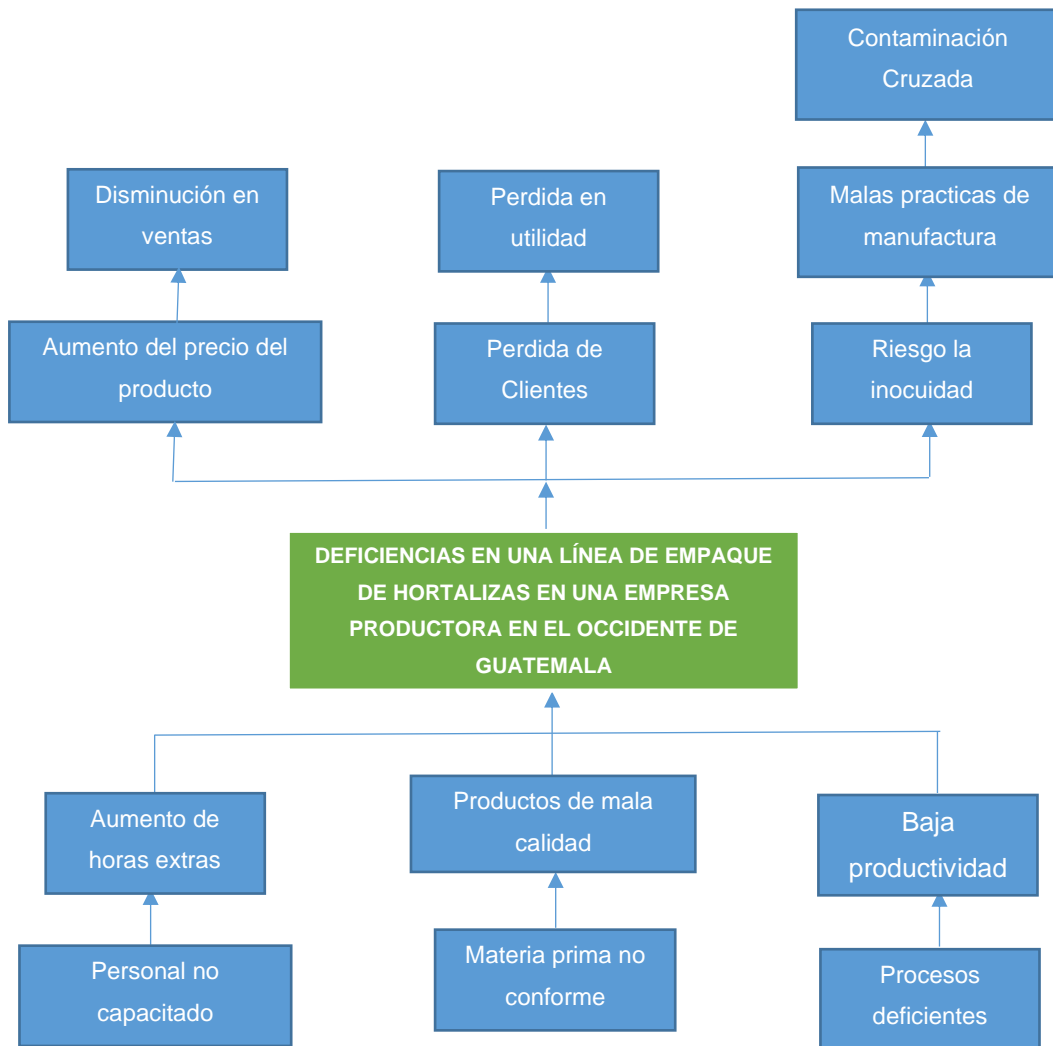 Contaminación
Cruzada
Disminución en
ventas
Perdida en
utilidad
Malas practicas de
manufactura
Aumento del precio del
producto
Perdida de
Clientes
Riesgo la
inocuidad
DEFICIENCIAS EN UNA LÍNEA DE EMPAQUE
DE HORTALIZAS EN UNA EMPRESA
PRODUCTORA EN EL OCCIDENTE DE
GUATEMALA
Aumento de
horas extras
Productos de mala
calidad
Baja
productividad
Personal no
capacitado
Materia prima no
conforme
Procesos
deficientes